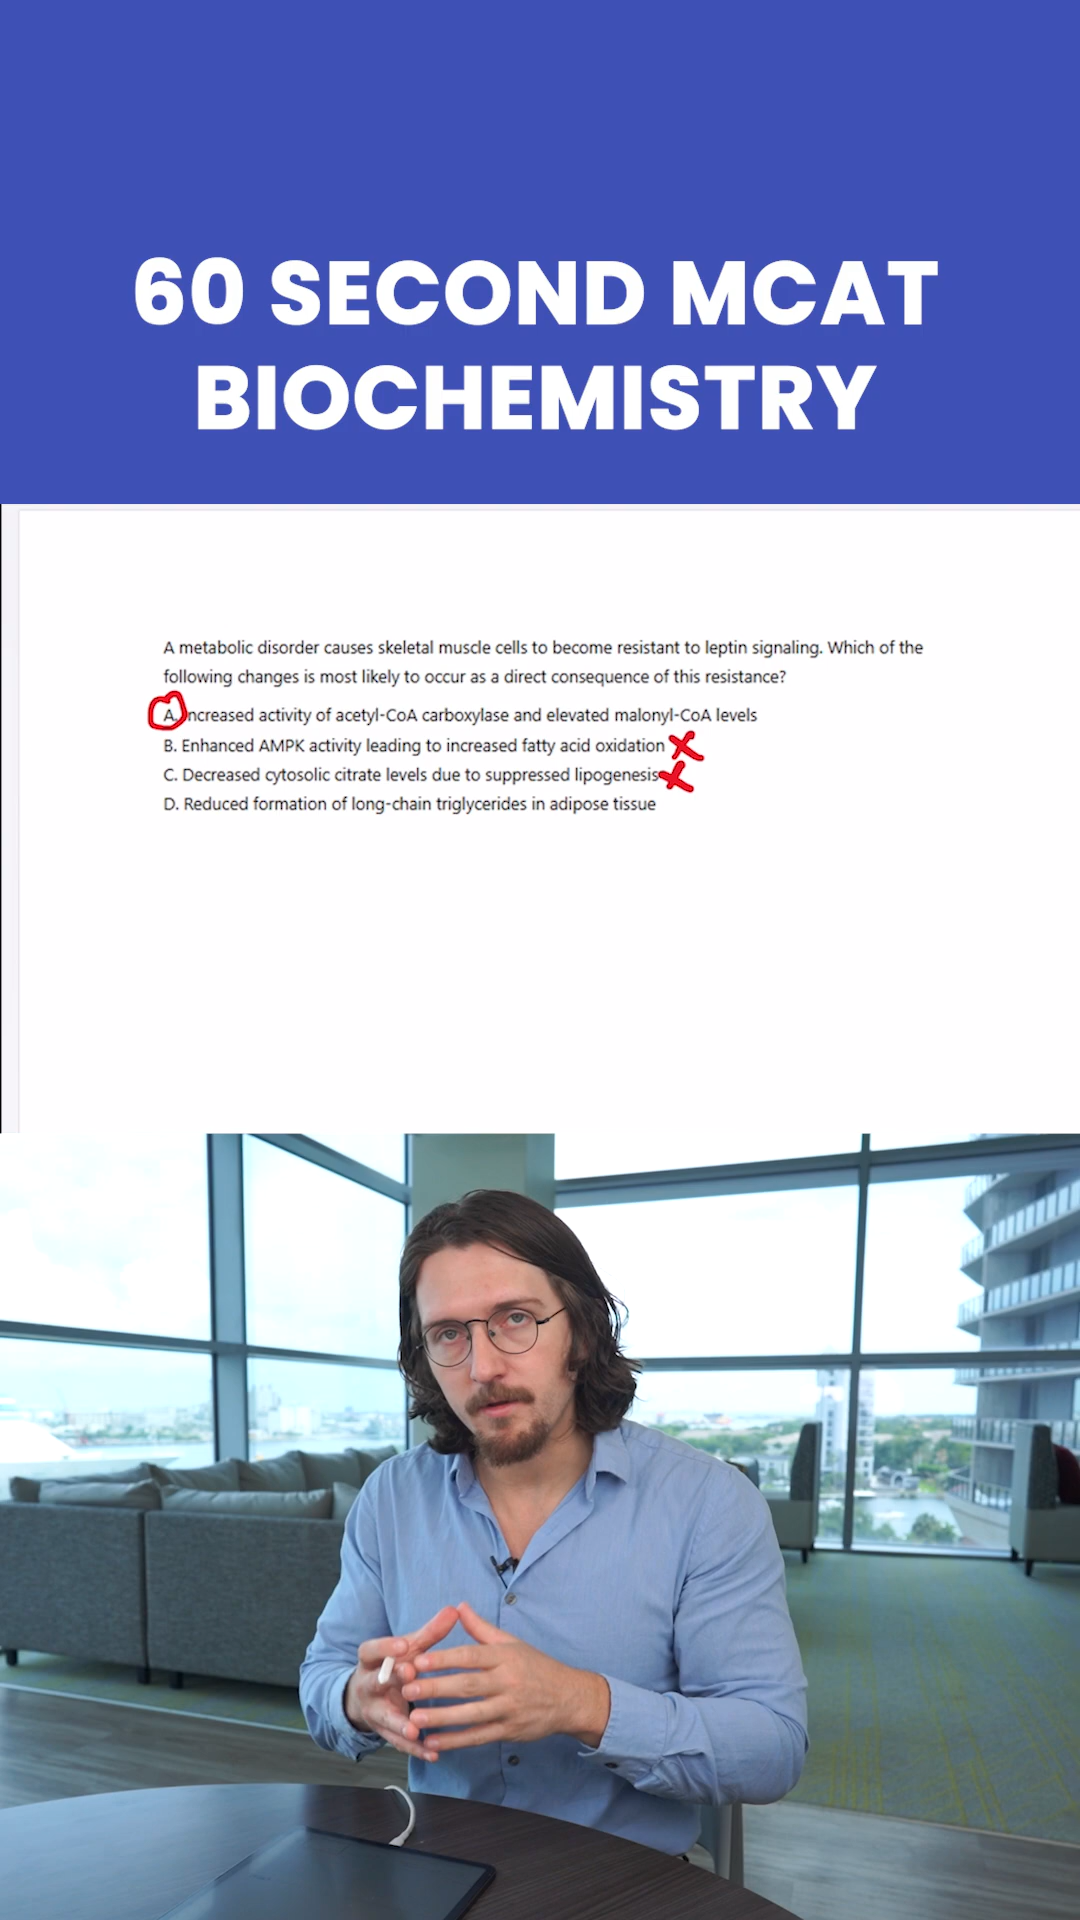 60 SECOND MCAT
BIOCHEMISTRY
A metabolic disorder causes skeletal muscle cells to become resistant to leptin signaling. Which of the
following changes is most likely to occur as a direct consequence of this resistance?
A. Increased activity of acetyl-CoA carboxylase and elevated malonyl-CoA levels
B. Enhanced AMPK activity leading to increased fatty acid oxidation
C. Decreased cytosolic citrate levels due to suppressed lipogenesis
D. Reduced formation of long-chain triglycerides in adipose tissue